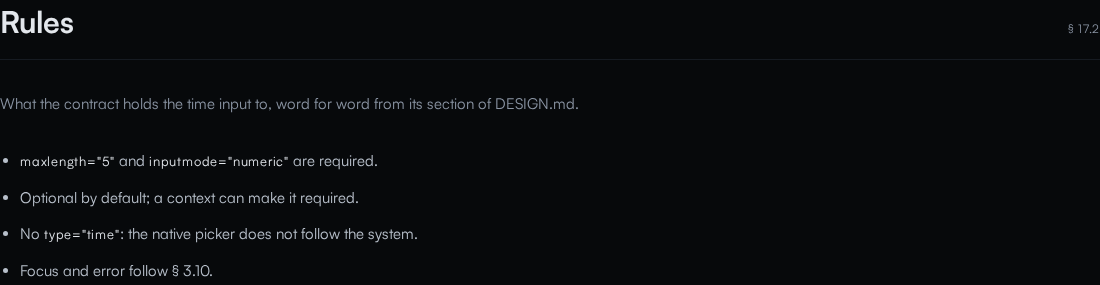 Rules
§ 17.2
What the contract holds the time input to, word for word from its section of DESIGN.md.
• maxlength="5" and inputmode="numeric" are required.
• Optional by default; a context can make it required.
• No type="time": the native picker does not follow the system.
• Focus and error follow § 3.10.